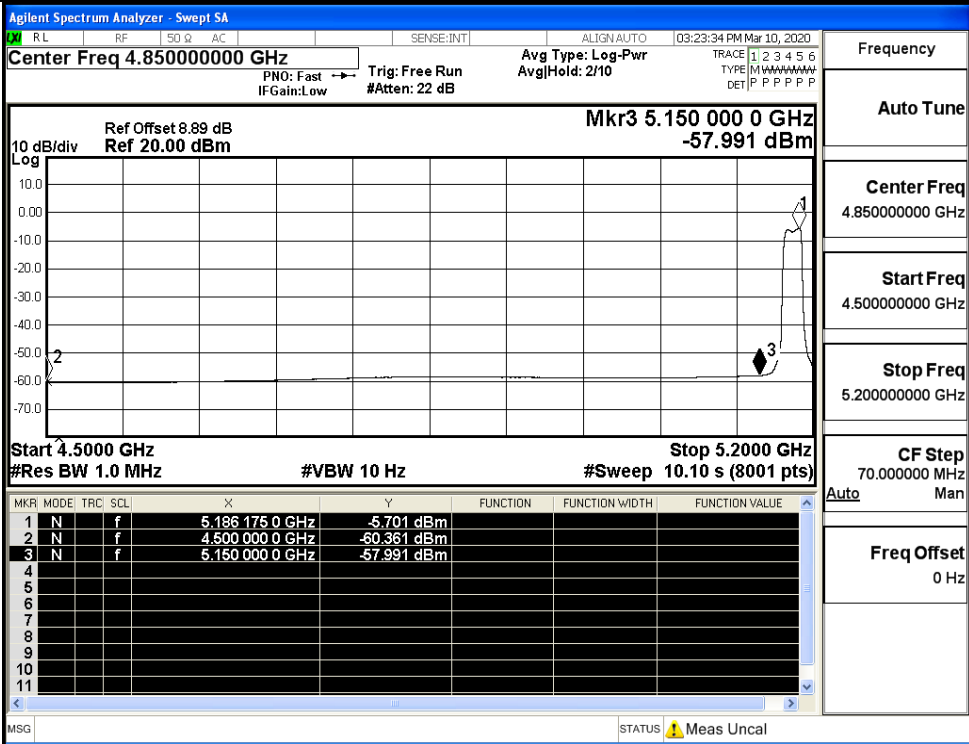 Agilent Spectrum Analyzer - Swept SA
LXI RL RF 50 Ω AC SENSE:INT ALIGN AUTO 03:23:34 PM Mar 10, 2020
Center Freq 4.850000000 GHz
PNO: Fast
IFGain:Low
Trig: Free Run
#Atten: 22 dB
Avg Type: Log-Pwr
Avg|Hold: 2/10
TRACE 1 2 3 4 5 6
TYPE M WWWWW
DET P P P P P P
Ref Offset 8.89 dB
10 dB/div Ref 20.00 dBm
Log
Mkr3 5.150 000 0 GHz
-57.991 dBm
10.0
0.00
-10.0
-20.0
-30.0
-40.0
-50.0
-60.0
-70.0
1
2
3
Start 4.5000 GHz Stop 5.2000 GHz
#Res BW 1.0 MHz #VBW 10 Hz #Sweep 10.10 s (8001 pts)
MKR MODE TRC SCL X Y FUNCTION FUNCTION WIDTH FUNCTION VALUE
1 N f 5.186 175 0 GHz -5.701 dBm
2 N f 4.500 000 0 GHz -60.361 dBm
3 N f 5.150 000 0 GHz -57.991 dBm
4
5
6
7
8
9
10
11
MSG STATUS Meas Uncal
Frequency
Auto Tune
Center Freq
4.850000000 GHz
Start Freq
4.500000000 GHz
Stop Freq
5.200000000 GHz
CF Step
70.000000 MHz
Auto Man
Freq Offset
0 Hz